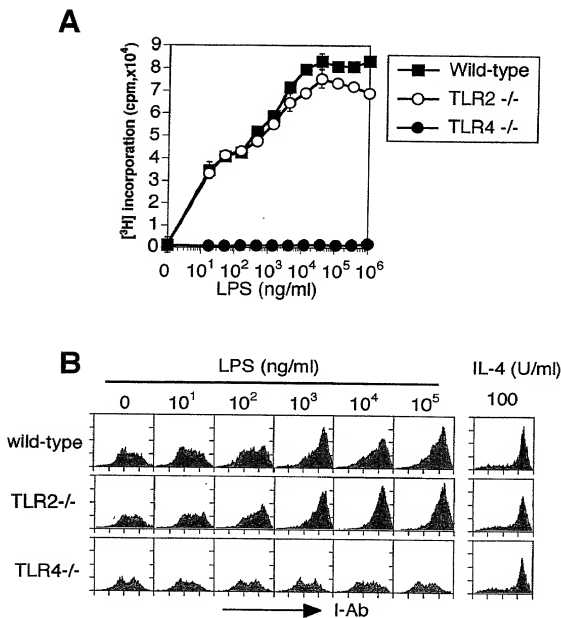 A
9
8
7
6
5
4
3
2
1
0
[³H] incorporation (cpm,x10⁴)
0 10¹ 10² 10³ 10⁴ 10⁵ 10⁶
LPS (ng/ml)
Wild-type
TLR2 -/-
TLR4 -/-
B
LPS (ng/ml) IL-4 (U/ml)
0 10¹ 10² 10³ 10⁴ 10⁵ 100
wild-type
TLR2-/-
TLR4-/-
I-Ab